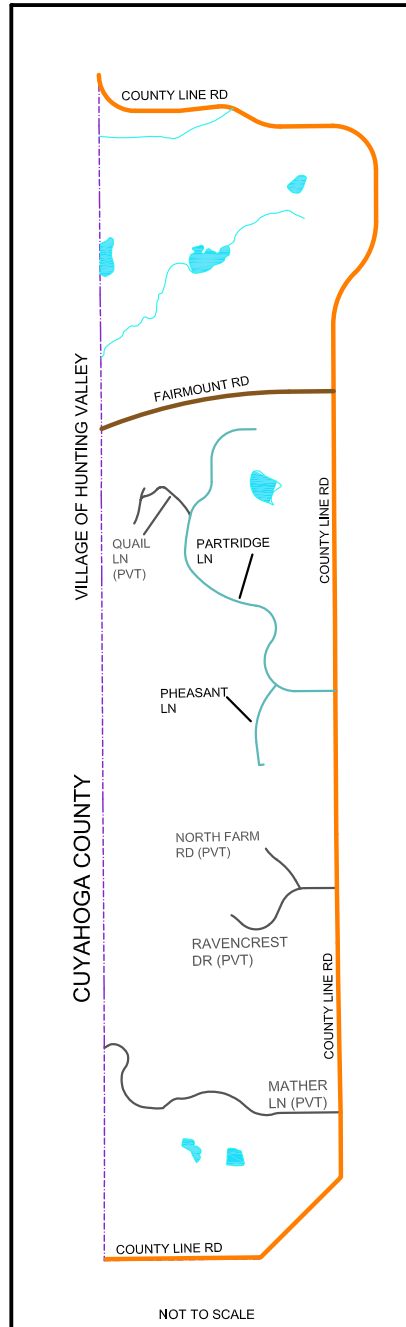 COUNTY LINE RD
FAIRMOUNT RD
VILLAGE OF HUNTING VALLEY
COUNTY LINE RD
QUAIL
LN
(PVT)
PARTRIDGE
LN
PHEASANT
LN
CUYAHOGA COUNTY
NORTH FARM
RD (PVT)
RAVENCREST
DR (PVT)
COUNTY LINE RD
MATHER
LN (PVT)
COUNTY LINE RD
NOT TO SCALE